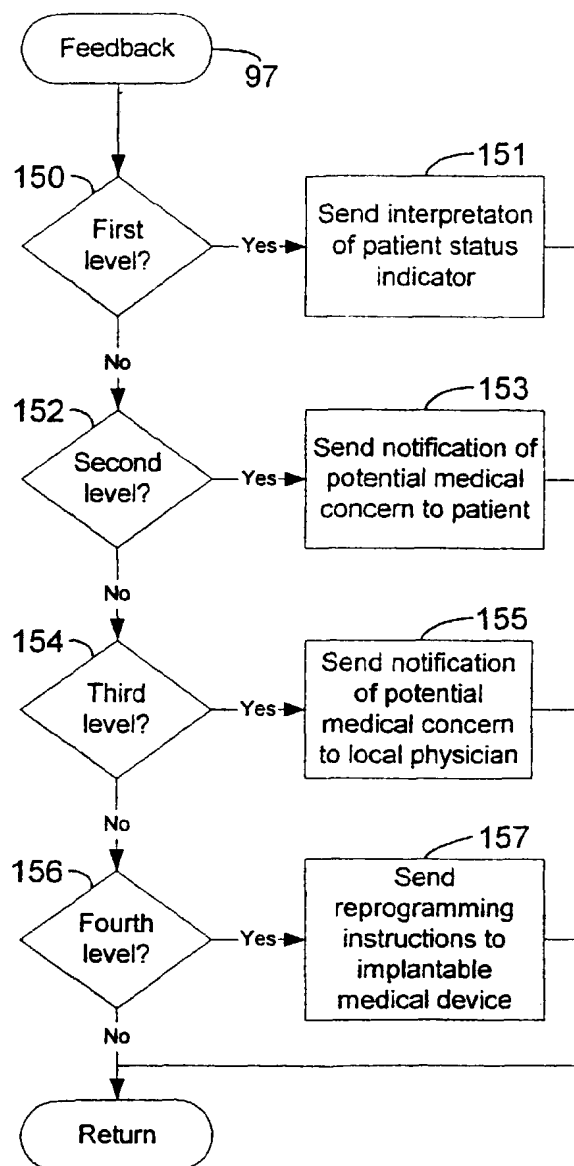 Feedback
97
150
First
level?
Yes
151
Send interpretaton
of patient status
indicator
No
152
Second
level?
Yes
153
Send notification of
potential medical
concern to patient
No
154
Third
level?
Yes
155
Send notification
of potential
medical concern
to local physician
No
156
Fourth
level?
Yes
157
Send
reprogramming
instructions to
implantable
medical device
No
Return